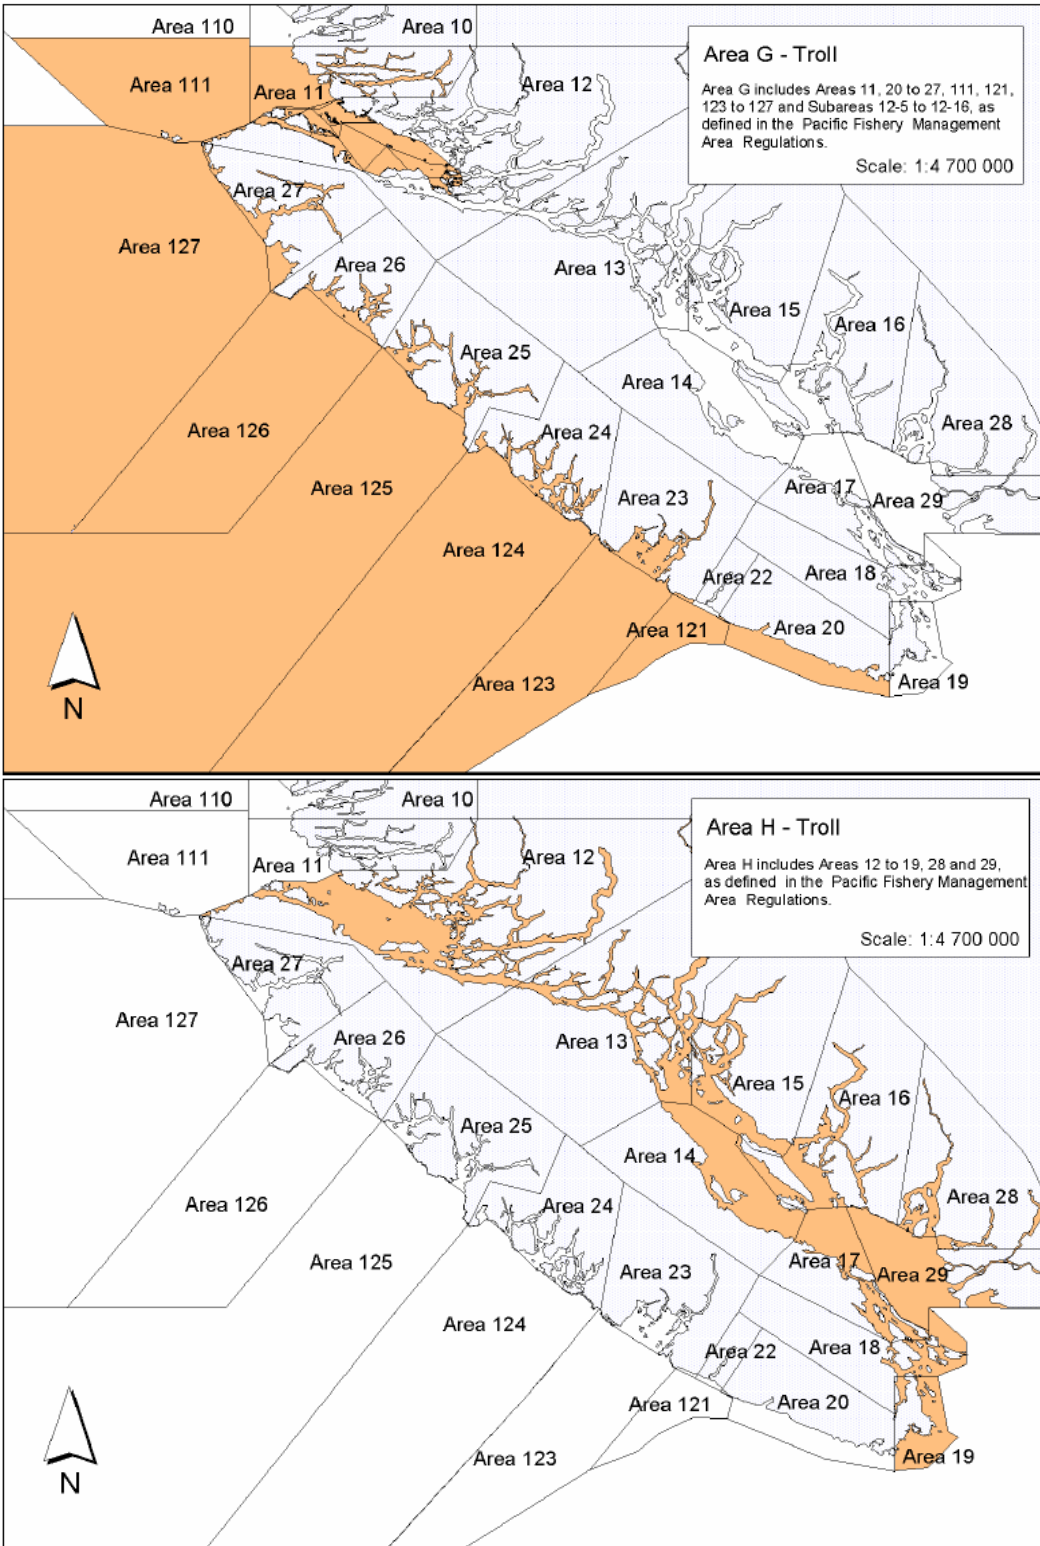 Area 110
Area 10
Area G - Troll
Area G includes Areas 11, 20 to 27, 111, 121,
123 to 127 and Subareas 12-5 to 12-16, as
defined in the Pacific Fishery Management
Area Regulations.
Scale: 1:4 700 000
Area 111
Area 11
Area 12
Area 27
Area 127
Area 26
Area 13
Area 15
Area 16
Area 25
Area 14
Area 126
Area 24
Area 28
Area 125
Area 23
Area 17
Area 29
Area 124
Area 22
Area 18
Area 121
Area 20
Area 123
Area 19
N
Area 110
Area 10
Area H - Troll
Area H includes Areas 12 to 19, 28 and 29,
as defined in the Pacific Fishery Management
Area Regulations.
Scale: 1:4 700 000
Area 111
Area 11
Area 12
Area 27
Area 127
Area 26
Area 13
Area 15
Area 16
Area 25
Area 14
Area 126
Area 24
Area 28
Area 125
Area 23
Area 17
Area 29
Area 124
Area 22
Area 18
Area 121
Area 20
Area 123
Area 19
N